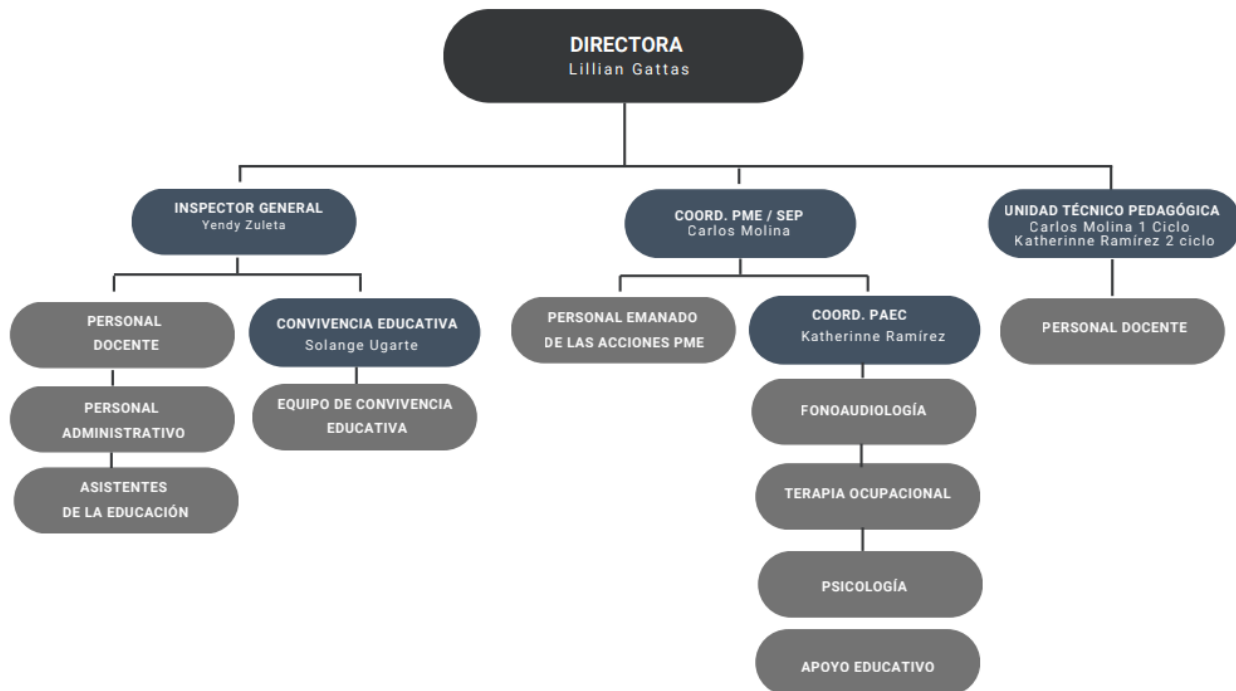 DIRECTORA
Lillian Gattas
INSPECTOR GENERAL
Yendy Zuleta
COORD. PME / SEP
Carlos Molina
UNIDAD TÉCNICO PEDAGÓGICA
Carlos Molina 1 Ciclo
Katherinne Ramírez 2 ciclo
PERSONAL
DOCENTE
CONVIVENCIA EDUCATIVA
Solange Ugarte
PERSONAL EMANADO
DE LAS ACCIONES PME
COORD. PAEC
Katherinne Ramírez
PERSONAL DOCENTE
PERSONAL
ADMINISTRATIVO
EQUIPO DE CONVIVENCIA
EDUCATIVA
FONOAUDIOLOGÍA
ASISTENTES
DE LA EDUCACIÓN
TERAPIA OCUPACIONAL
PSICOLOGÍA
APOYO EDUCATIVO